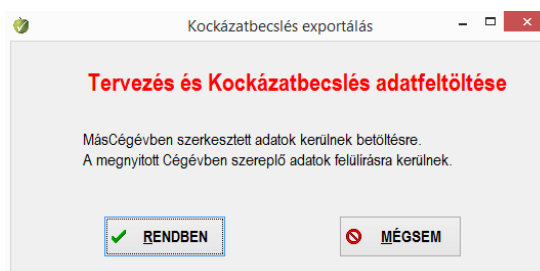 Kockázatbecslés exportálás
Tervezés és Kockázatbecslés adatfeltöltése
MásCégévben szerkesztett adatok kerülnek betöltésre.
A megnyitott Cégévben szereplő adatok felülírásra kerülnek.
RENDBEN
MÉGSEM